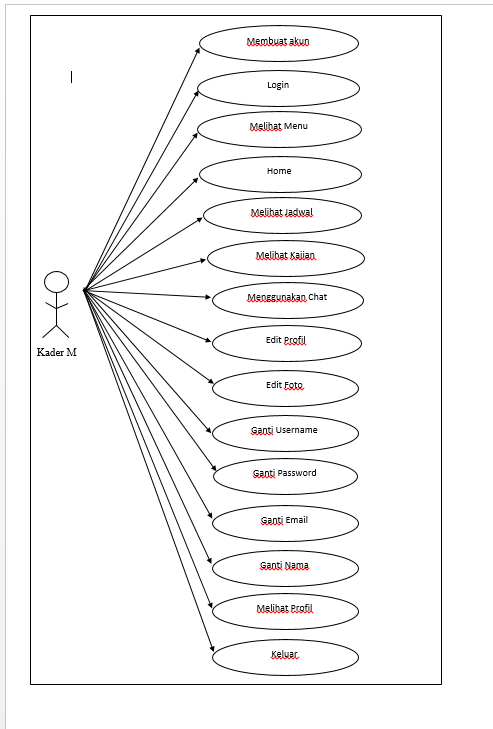 Membuat akun
Login
Melihat Menu
Home
Melihat Jadwal
Melihat Kajian
Menggunakan Chat
Edit Profil
Kader M
Edit Foto
Ganti Username
Ganti Password
Ganti Email
Ganti Nama
Melihat Profil
Keluar